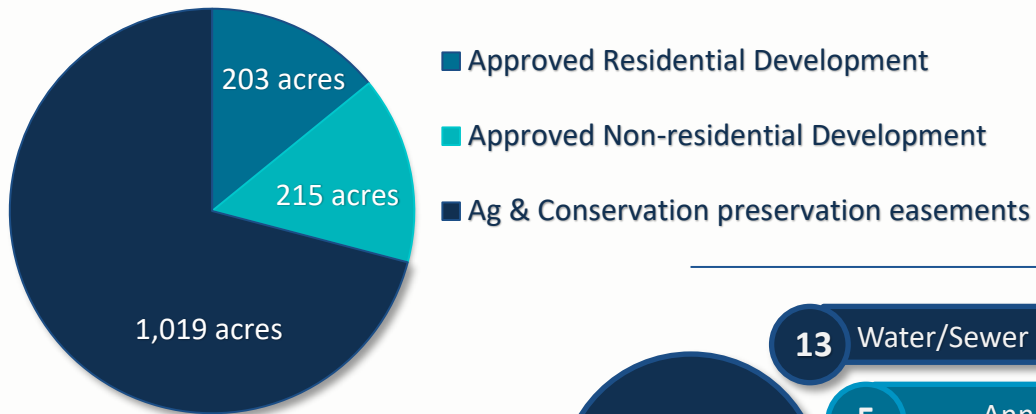 203 acres
215 acres
1,019 acres
Approved Residential Development
Approved Non-residential Development
Ag & Conservation preservation easements
13 Water/Sewer
5